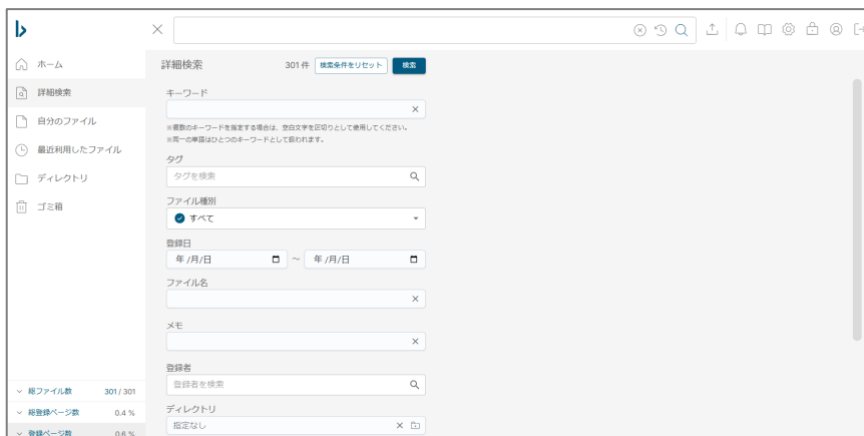 ホーム
詳細検索
自分のファイル
最近利用したファイル
ディレクトリ
ゴミ箱
総ファイル数 301 / 301
総登録ページ数 0.4 %
登録ページ数 0.6 %
詳細検索 301 件 検索条件をリセット 検索
キーワード
※複数のキーワードを指定する場合は、空白文字を区切りとして使用してください。
※同一の単語はひとつのキーワードとして扱われます。
タグ
タグを検索
ファイル種別
すべて
登録日
年 /月/日 ~ 年 /月/日
ファイル名
メモ
登録者
登録者を検索
ディレクトリ
指定なし